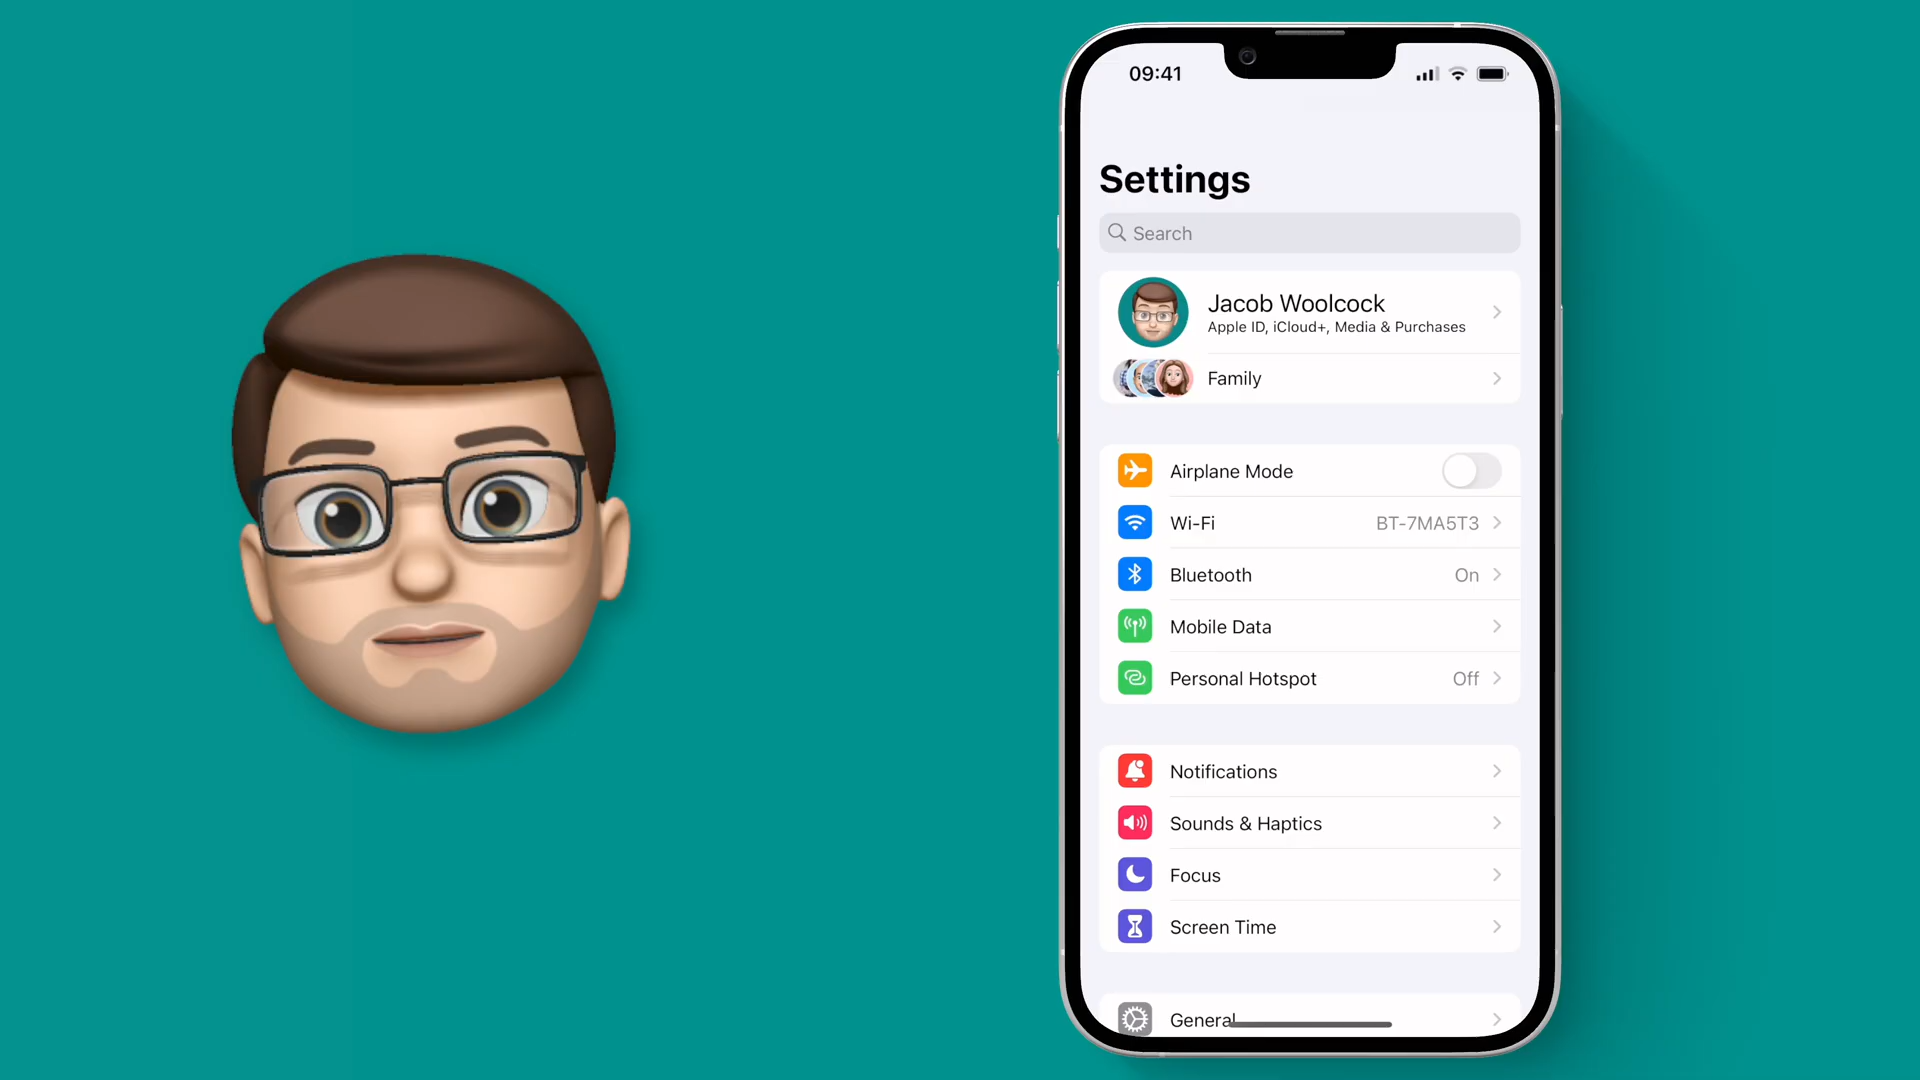 09:41
Settings
Search
Jacob Woolcock
Apple ID, iCloud+, Media & Purchases
Family
Airplane Mode
Wi-Fi BT-7MA5T3
Bluetooth On
Mobile Data
Personal Hotspot Off
Notifications
Sounds & Haptics
Focus
Screen Time
General